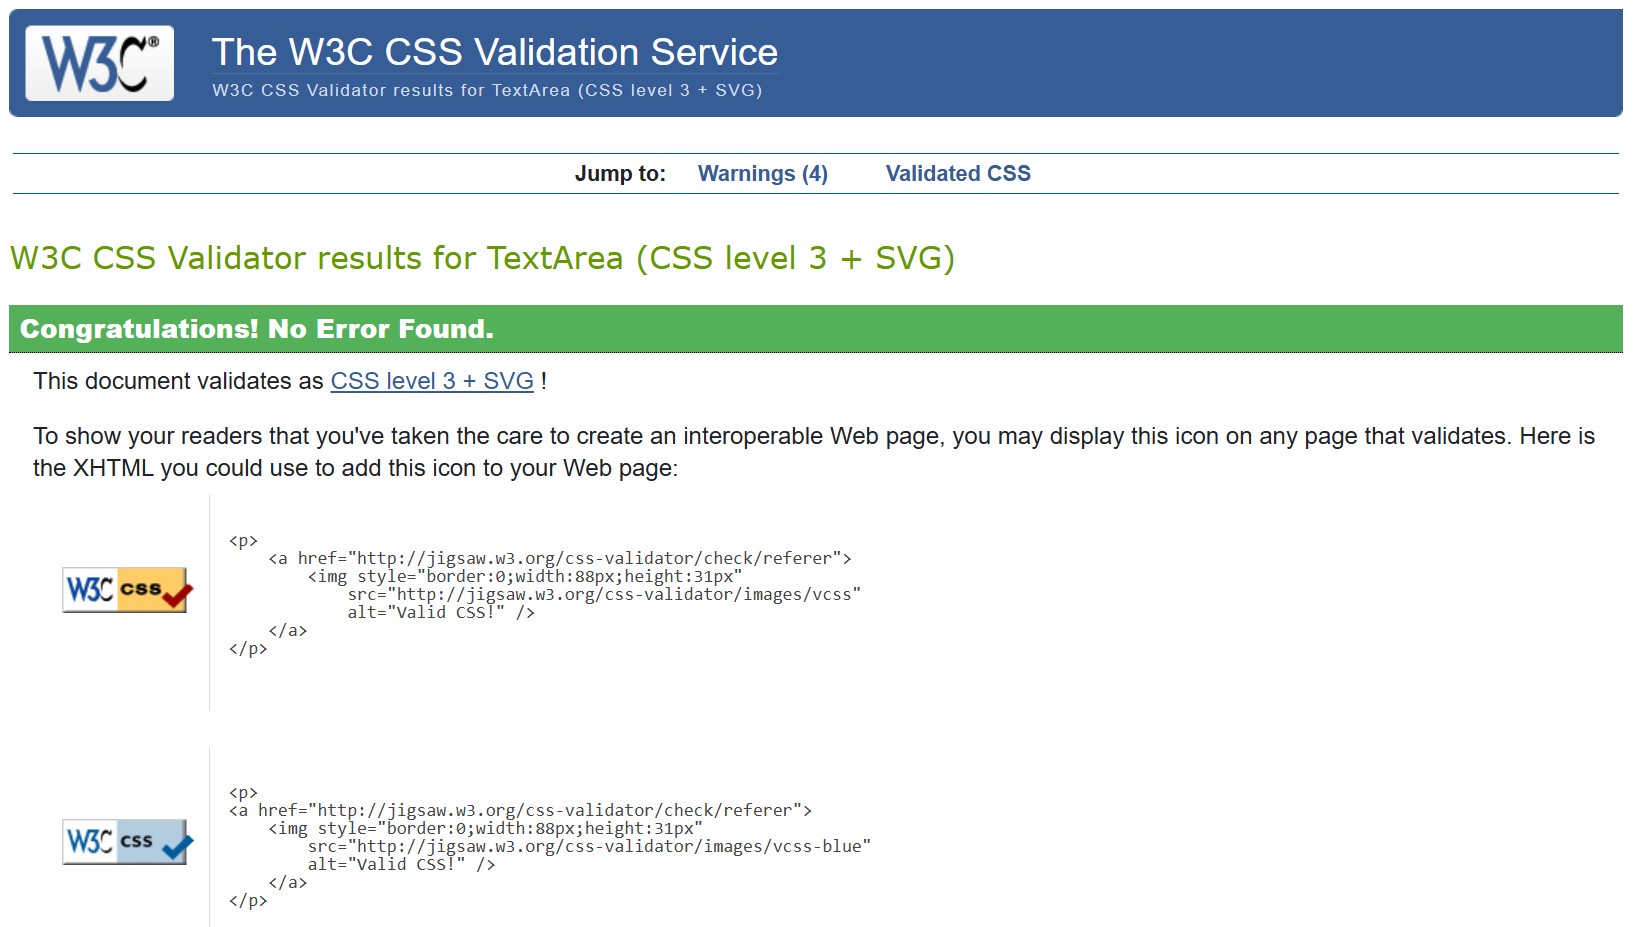 W3C®
The W3C CSS Validation Service
W3C CSS Validator results for TextArea (CSS level 3 + SVG)
Jump to: Warnings (4) Validated CSS
W3C CSS Validator results for TextArea (CSS level 3 + SVG)
Congratulations! No Error Found.
This document validates as CSS level 3 + SVG !
To show your readers that you've taken the care to create an interoperable Web page, you may display this icon on any page that validates. Here is
the XHTML you could use to add this icon to your Web page:
W3C css
<p>
    <a href="http://jigsaw.w3.org/css-validator/check/referer">
        <img style="border:0;width:88px;height:31px"
            src="http://jigsaw.w3.org/css-validator/images/vcss"
            alt="Valid CSS!" />
    </a>
</p>
W3C css
<p>
<a href="http://jigsaw.w3.org/css-validator/check/referer">
    <img style="border:0;width:88px;height:31px"
        src="http://jigsaw.w3.org/css-validator/images/vcss-blue"
        alt="Valid CSS!" />
    </a>
</p>